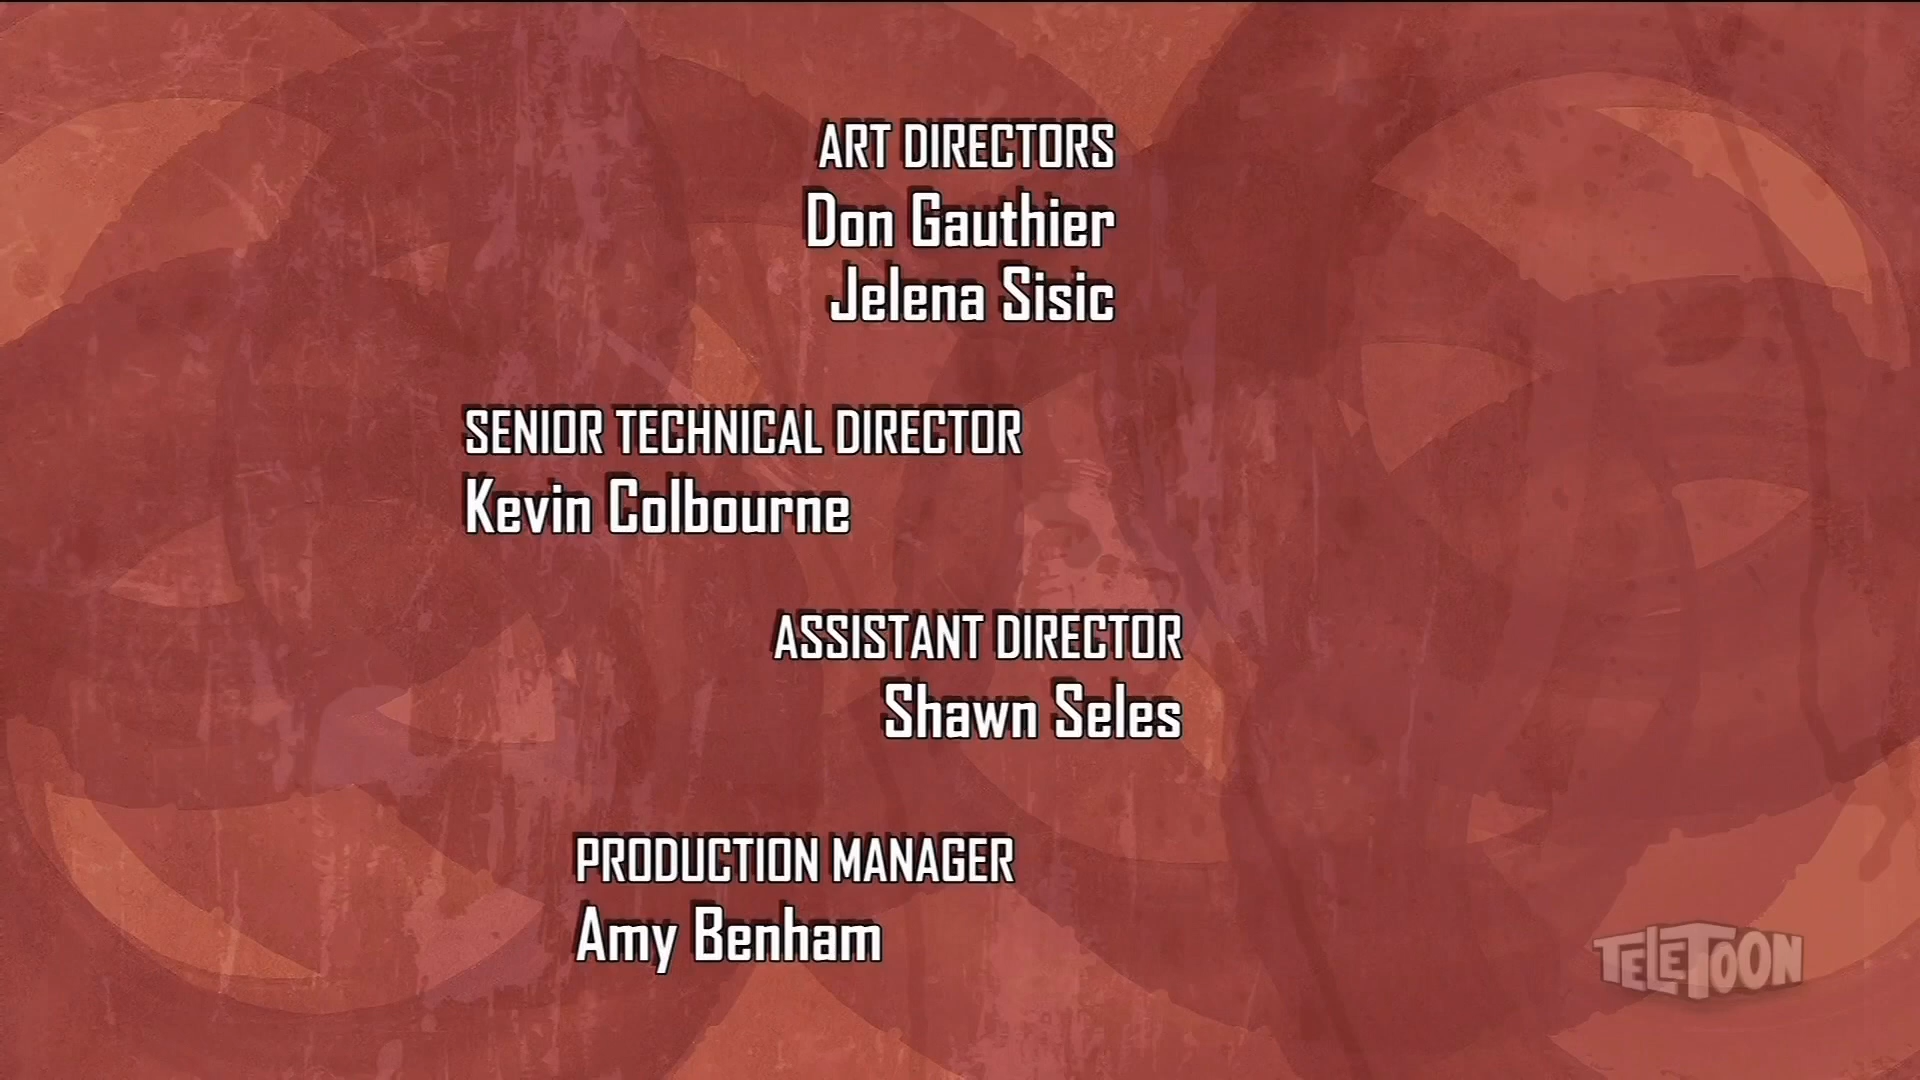 ART DIRECTORS
Don Gauthier
Jelena Sisic
SENIOR TECHNICAL DIRECTOR
Kevin Colbourne
ASSISTANT DIRECTOR
Shawn Seles
PRODUCTION MANAGER
Amy Benham
TELETOON